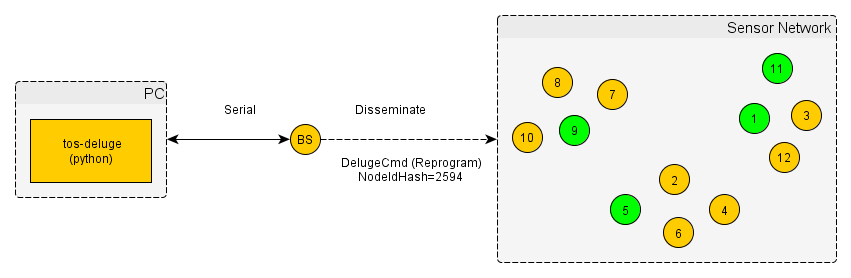 Sensor Network
PC
tos-deluge
(python)
Serial
BS
Disseminate
DelugeCmd (Reprogram)
NodeIdHash=2594
11
8
7
1
3
10
9
12
2
5
4
6